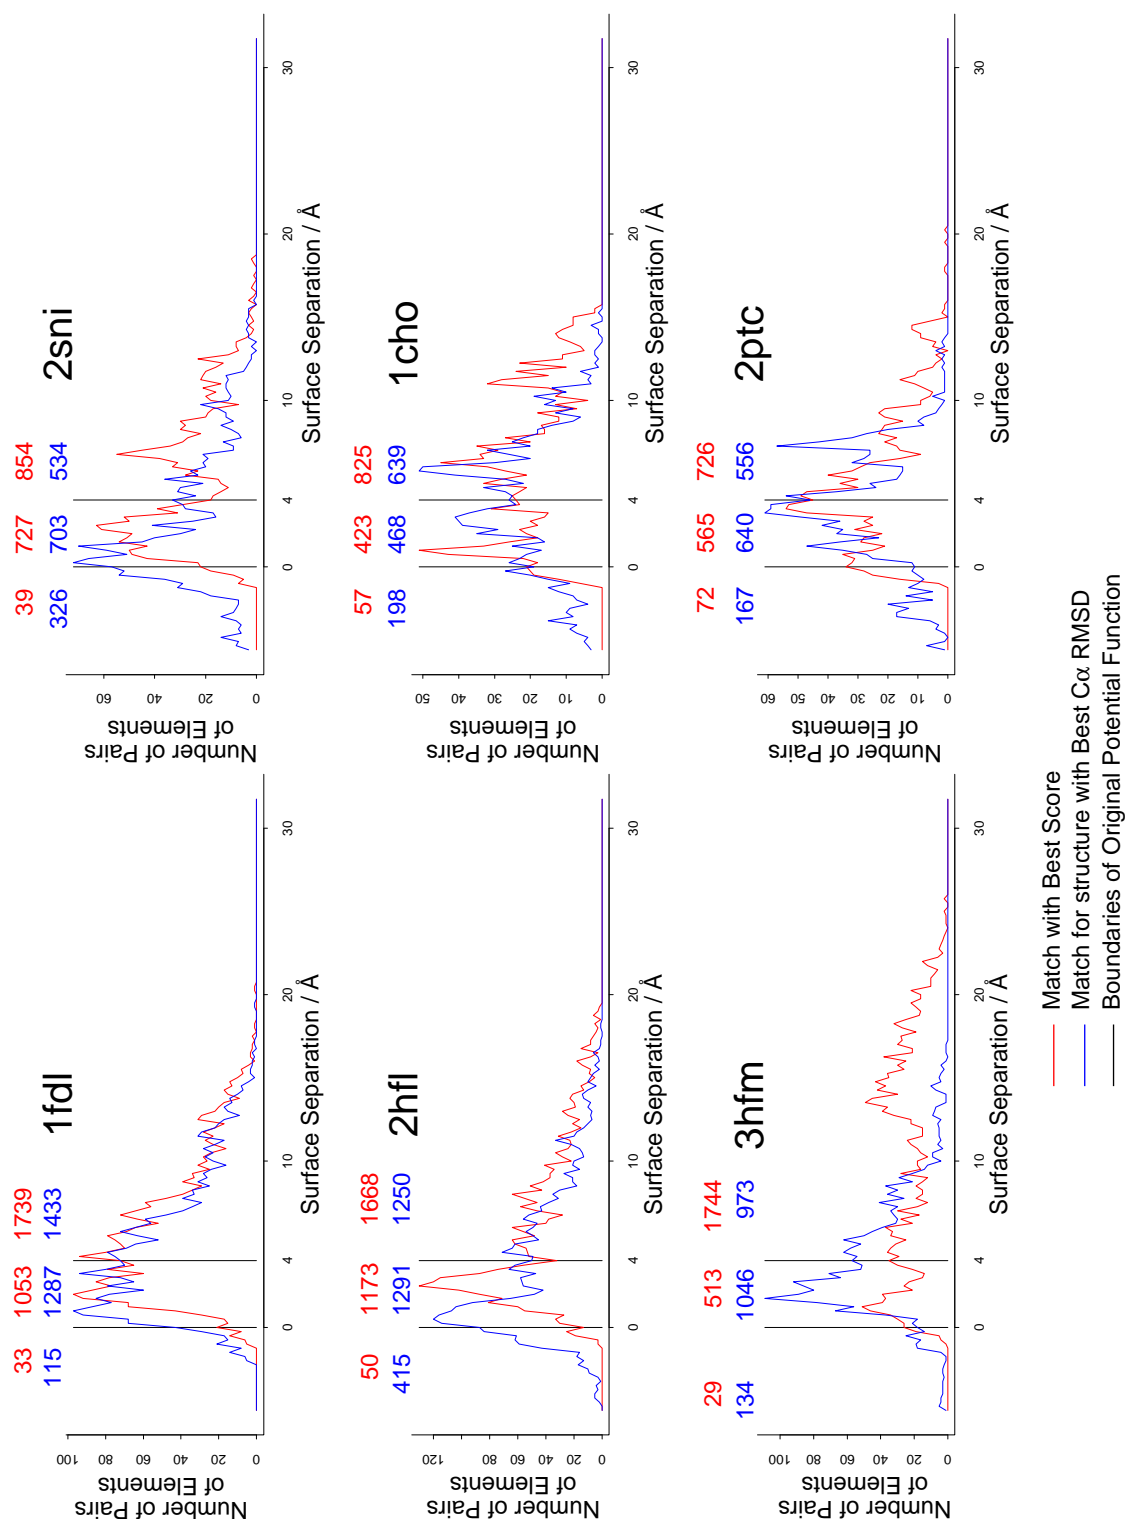 Number of Pairs
of Elements
0 20 40 60 80 100
33 1053 1739
115 1287 1433
1fdl
0 4 10 20 30
Surface Separation / Å
Number of Pairs
of Elements
0 20 40 60
39 727 854
326 703 534
2sni
0 4 10 20 30
Surface Separation / Å
Number of Pairs
of Elements
0 20 40 60 80 100 120
50 1173 1668
415 1291 1250
2hfl
0 4 10 20 30
Surface Separation / Å
Number of Pairs
of Elements
0 10 20 30 40 50
57 423 825
198 468 639
1cho
0 4 10 20 30
Surface Separation / Å
Number of Pairs
of Elements
0 20 40 60 80 100
29 513 1744
134 1046 973
3hfm
0 4 10 20 30
Surface Separation / Å
Number of Pairs
of Elements
0 10 20 30 40 50 60
72 565 726
167 640 556
2ptc
0 4 10 20 30
Surface Separation / Å
Match with Best Score
Match for structure with Best Cα RMSD
Boundaries of Original Potential Function